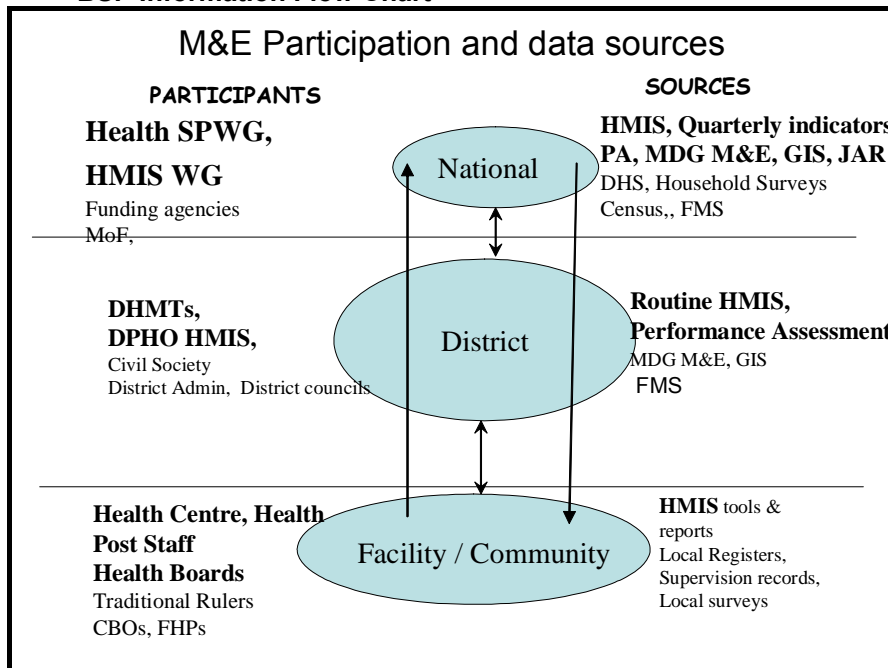 M&E Participation and data sources
PARTICIPANTS
Health SPWG,
HMIS WG
Funding agencies
MoF,
National
SOURCES
HMIS, Quarterly indicators
PA, MDG M&E, GIS, JAR
DHS, Household Surveys
Census,, FMS
DHMTs,
DPHO HMIS,
Civil Society
District Admin, District councils
District
Routine HMIS,
Performance Assessment
MDG M&E, GIS
FMS
Health Centre, Health
Post Staff
Health Boards
Traditional Rulers
CBOs, FHPs
Facility / Community
HMIS tools &
reports
Local Registers,
Supervision records,
Local surveys